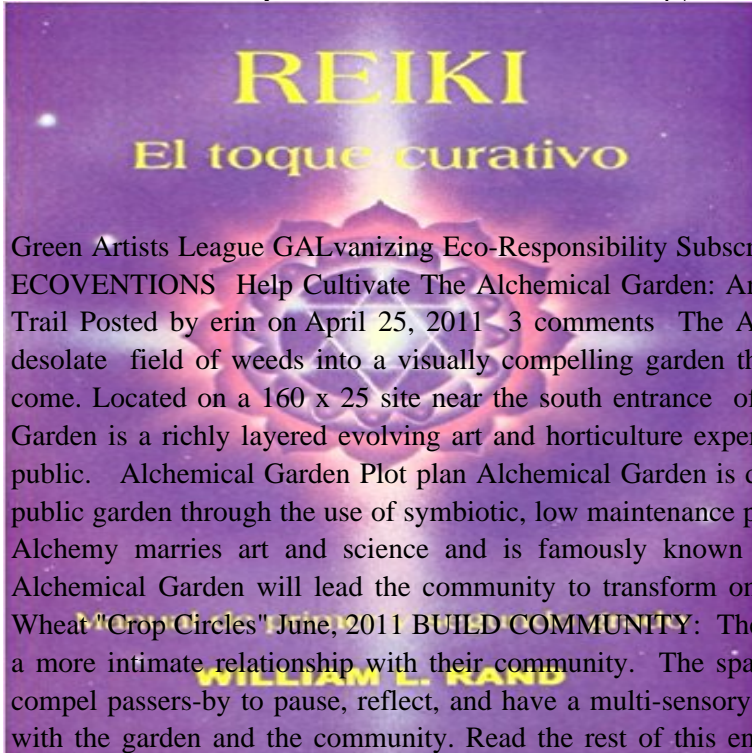 REIKI
El toque curativo
Green Artists League GALvanizing Eco-Responsibility Subscr
ECOVENTIONS Help Cultivate The Alchemical Garden: Ar
Trail Posted by erin on April 25, 2011 3 comments The A
desolate field of weeds into a visually compelling garden th
come. Located on a 160 x 25 site near the south entrance of
Garden is a richly layered evolving art and horticulture exper
public. Alchemical Garden Plot plan Alchemical Garden is c
public garden through the use of symbiotic, low maintenance p
Alchemy marries art and science and is famously known
Alchemical Garden will lead the community to transform or
Wheat "Crop Circles" June, 2011 BUILD COMMUNITY: The
a more intimate relationship with their community. The spa
WILLIAM L. RAND
compel passers-by to pause, reflect, and have a multi-sensory
with the garden and the community. Read the rest of this en